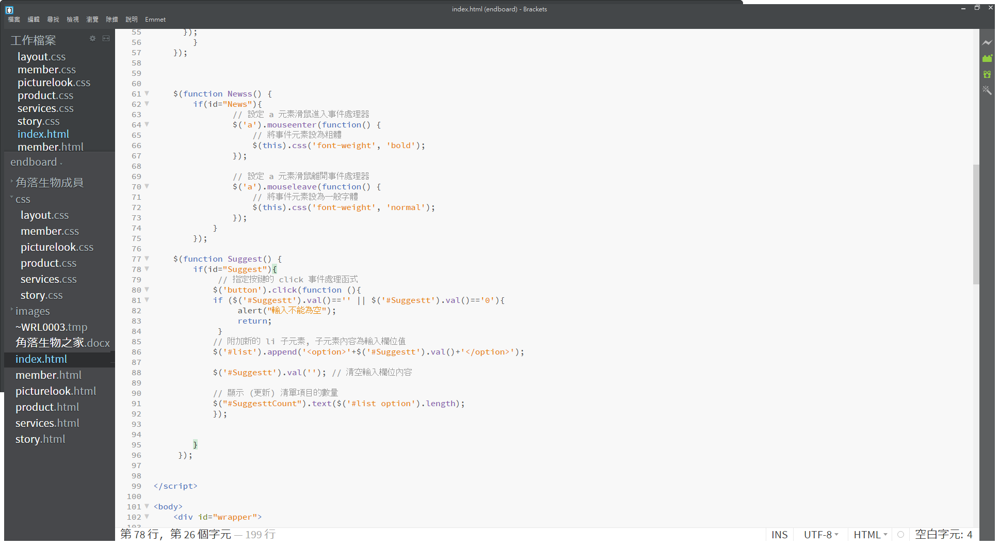 index.html (endboard) - Brackets
檔案 編輯 尋找 檢視 瀏覽 除錯 說明 Emmet
工作檔案
layout.css
member.css
picturelook.css
product.css
services.css
story.css
index.html
member.html
endboard
角落生物成員
css
layout.css
member.css
picturelook.css
product.css
services.css
story.css
images
~WRL0003.tmp
角落生物之家.docx
index.html
member.html
picturelook.html
product.html
services.html
story.html
55 });
56 }
57 });
58
59
60
61 $(function Newss() {
62 if(id="News"){
63 // 設定 a 元素滑鼠進入事件處理器
64 $('a').mouseenter(function() {
65 // 將事件元素設為粗體
66 $(this).css('font-weight', 'bold');
67 });
68
69 // 設定 a 元素滑鼠離開事件處理器
70 $('a').mouseleave(function() {
71 // 將事件元素設為一般字體
72 $(this).css('font-weight', 'normal');
73 });
74 }
75 });
76
77 $(function Suggest() {
78 if(id="Suggest"){
79 // 指定按鍵的 click 事件處理函式
80 $('button').click(function (){
81 if ($('#Suggestt').val()=='' || $('#Suggestt').val()=='0'){
82 alert("輸入不能為空");
83 return;
84 }
85 // 附加新的 li 子元素, 子元素內容為輸入欄位值
86 $('#list').append('<option>'+$('#Suggestt').val()+'</option>');
87
88 $('#Suggestt').val(''); // 清空輸入欄位內容
89
90 // 顯示 (更新) 清單項目的數量
91 $("#SuggesttCount").text($('#list option').length);
92 });
93
94
95 }
96 });
97
98
99 </script>
100
101 <body>
102 <div id="wrapper">
103
第 78 行，第 26 個字元 — 199 行
INS UTF-8 HTML 空白字元: 4